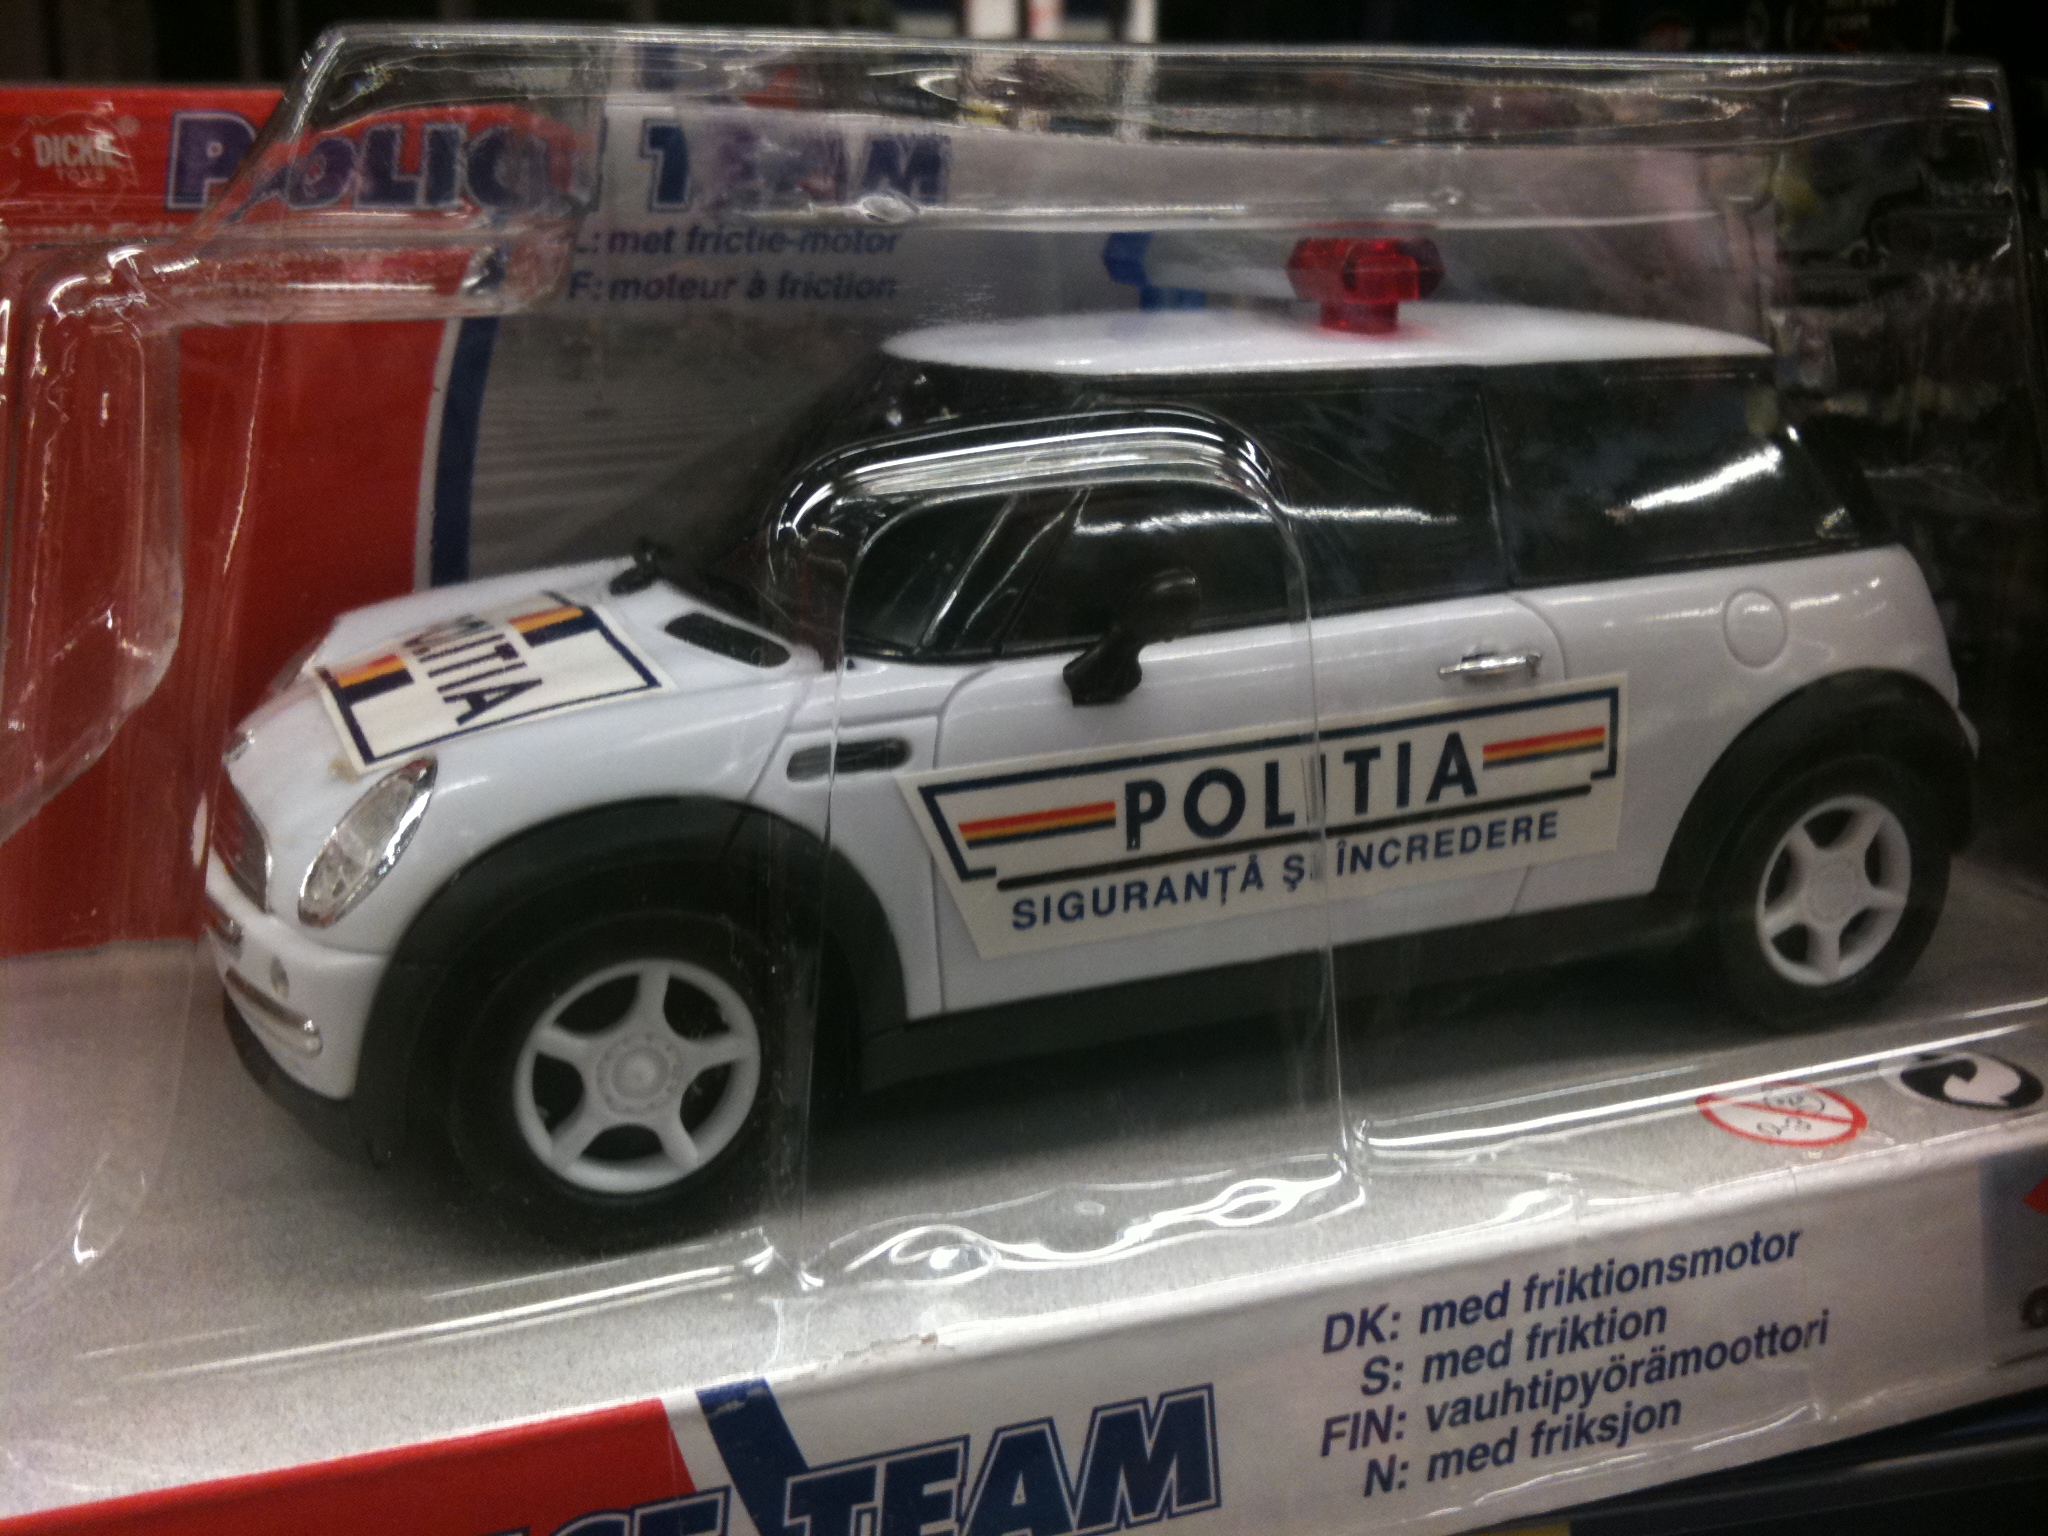 DICKIE
TOYS
POLICE TEAM
L: met frictie-motor
F: moteur à friction
POLITIA
POLITIA
SIGURANȚĂ ȘI ÎNCREDERE
DK: med friktionsmotor
S: med friktion
FIN: vauhtipyörämoottori
N: med friksjon
TEAM